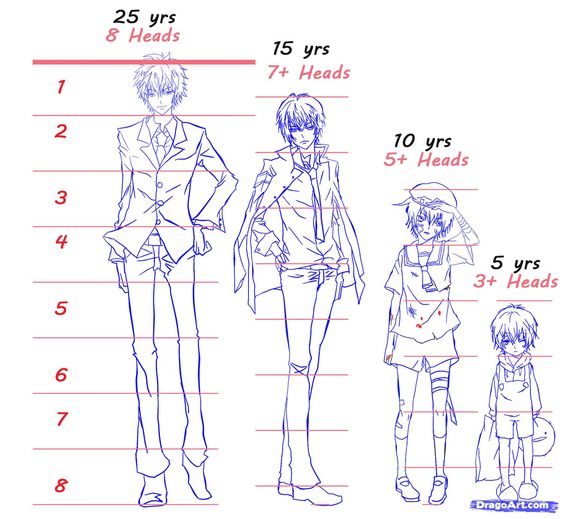 25 yrs
8 Heads
15 yrs
7+ Heads
10 yrs
5+ Heads
5 yrs
3+ Heads
1
2
3
4
5
6
7
8
DragoArt.com